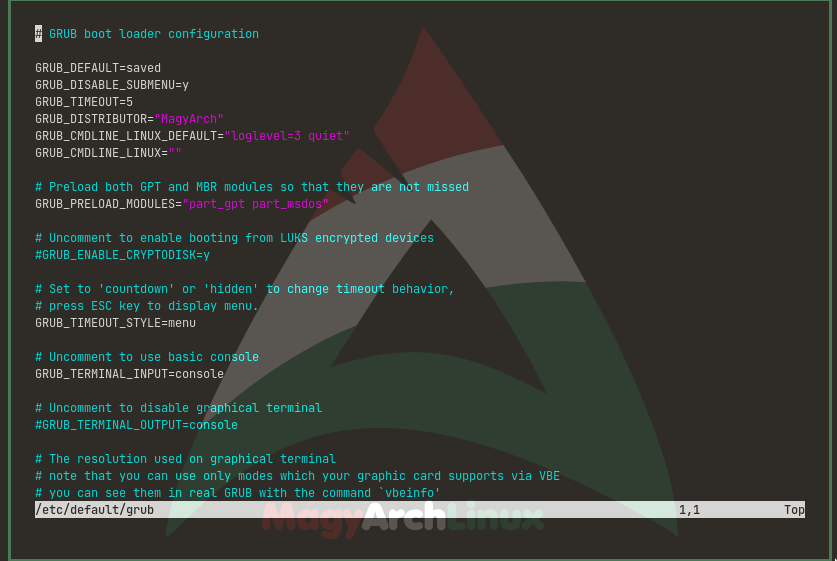 # GRUB boot loader configuration
GRUB_DEFAULT=saved
GRUB_DISABLE_SUBMENU=y
GRUB_TIMEOUT=5
GRUB_DISTRIBUTOR="MagyArch"
GRUB_CMDLINE_LINUX_DEFAULT="loglevel=3 quiet"
GRUB_CMDLINE_LINUX=""
# Preload both GPT and MBR modules so that they are not missed
GRUB_PRELOAD_MODULES="part_gpt part_msdos"
# Uncomment to enable booting from LUKS encrypted devices
#GRUB_ENABLE_CRYPTODISK=y
# Set to 'countdown' or 'hidden' to change timeout behavior,
# press ESC key to display menu.
GRUB_TIMEOUT_STYLE=menu
# Uncomment to use basic console
GRUB_TERMINAL_INPUT=console
# Uncomment to disable graphical terminal
#GRUB_TERMINAL_OUTPUT=console
# The resolution used on graphical terminal
# note that you can use only modes which your graphic card supports via VBE
# you can see them in real GRUB with the command `vbeinfo'
/etc/default/grub 1,1 Top
MagyArchLinux